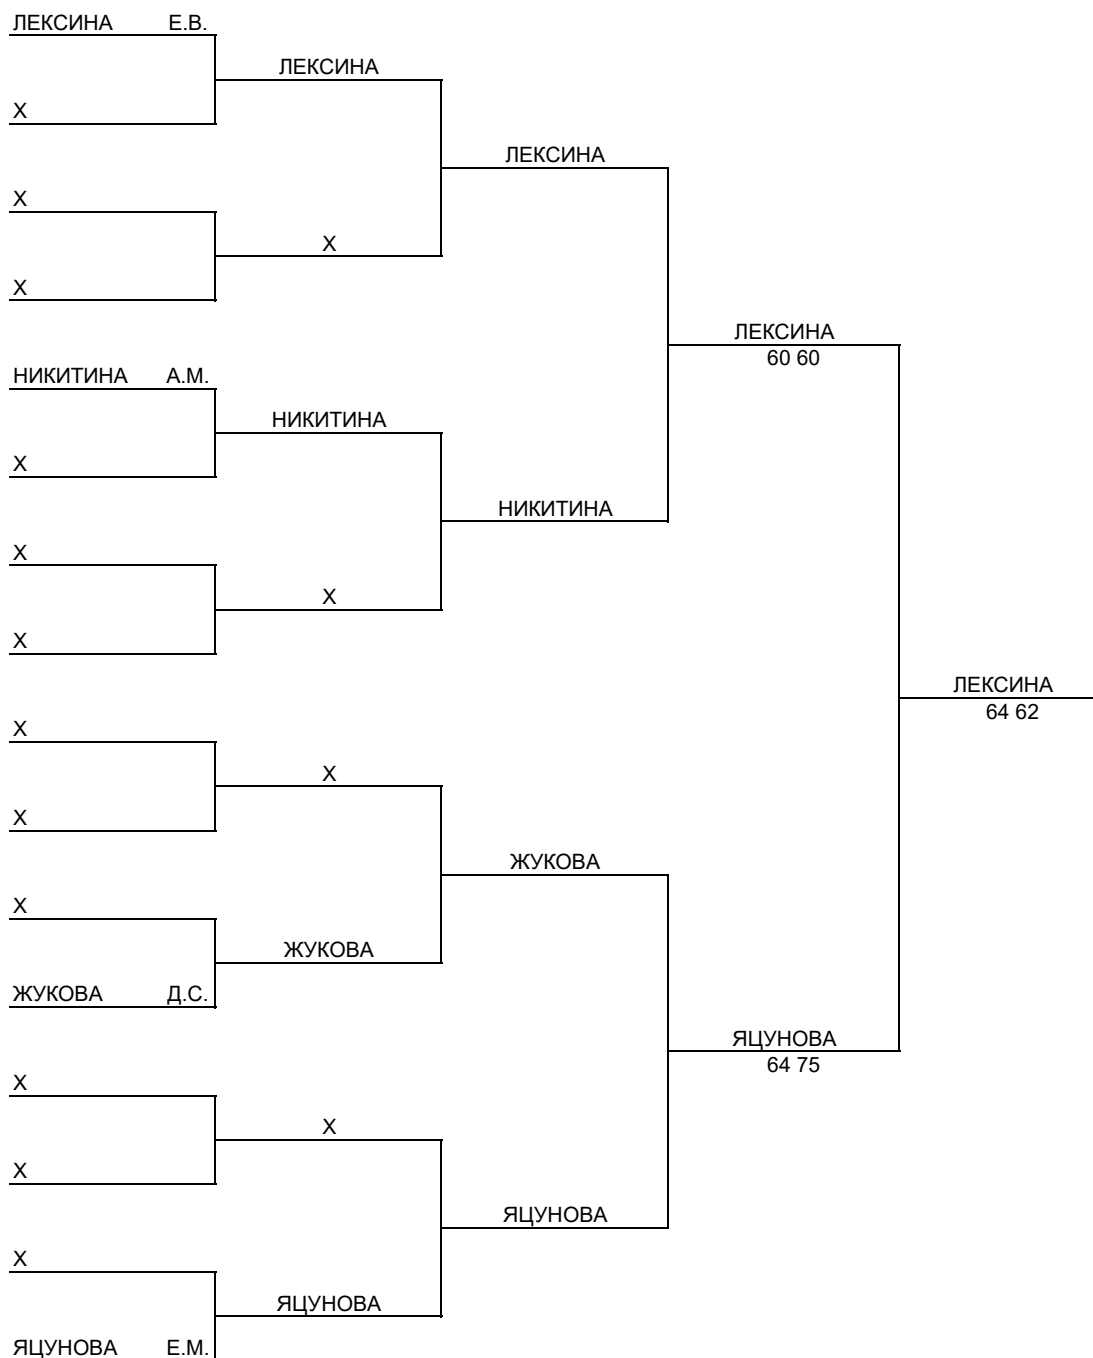 ЛЕКСИНА Е.В.
ЛЕКСИНА
Х
ЛЕКСИНА
Х
Х
Х
ЛЕКСИНА
60 60
НИКИТИНА А.М.
НИКИТИНА
Х
НИКИТИНА
Х
Х
Х
ЛЕКСИНА
64 62
Х
Х
Х
ЖУКОВА
Х
ЖУКОВА
ЖУКОВА Д.С.
ЯЦУНОВА
64 75
Х
Х
Х
ЯЦУНОВА
Х
ЯЦУНОВА
ЯЦУНОВА Е.М.